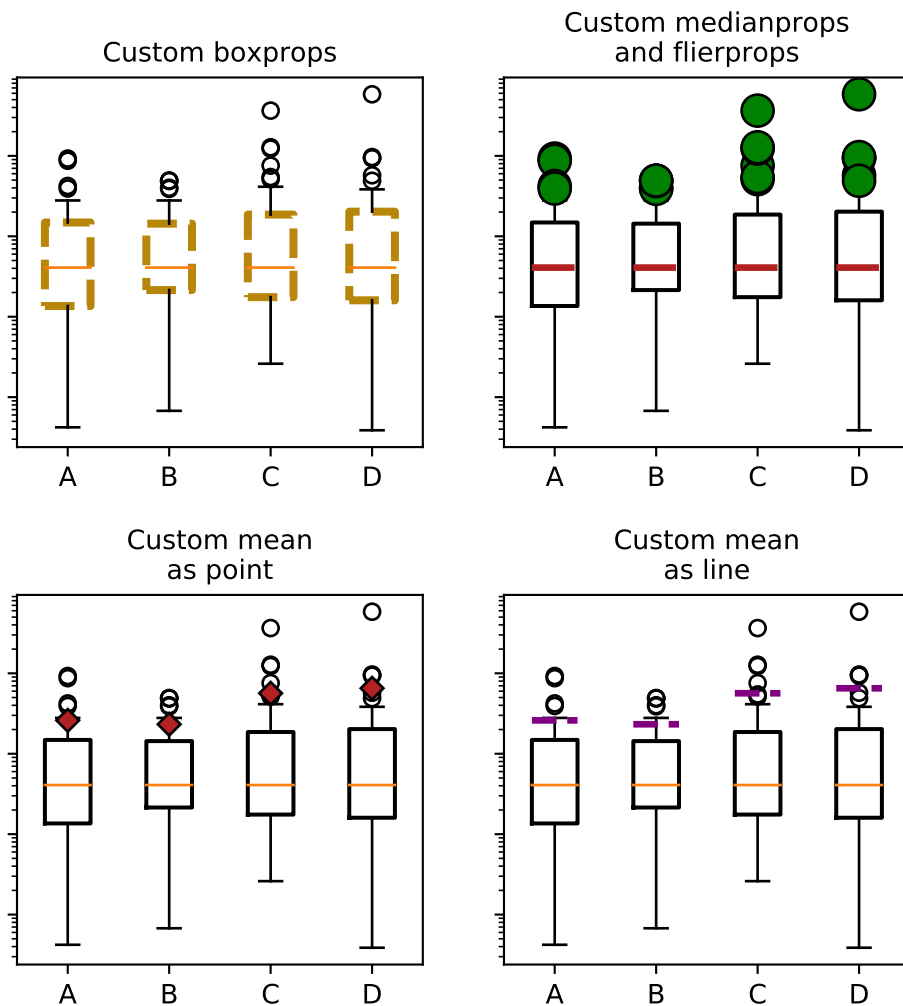 Custom boxprops
Custom medianprops
and flierprops
A B C D
A B C D
Custom mean
as point
Custom mean
as line
A B C D
A B C D